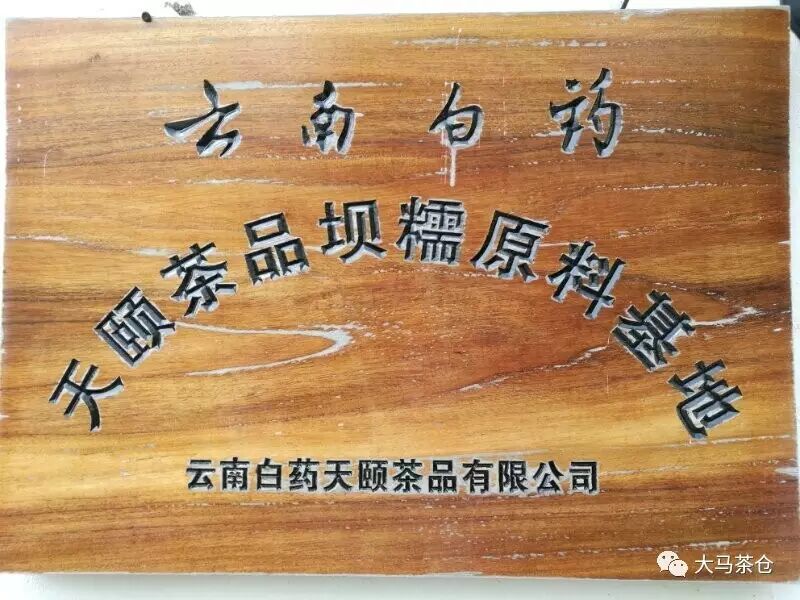 云南白药
天颐茶品坝糯原料基地
云南白药天颐茶品有限公司
大马茶仓